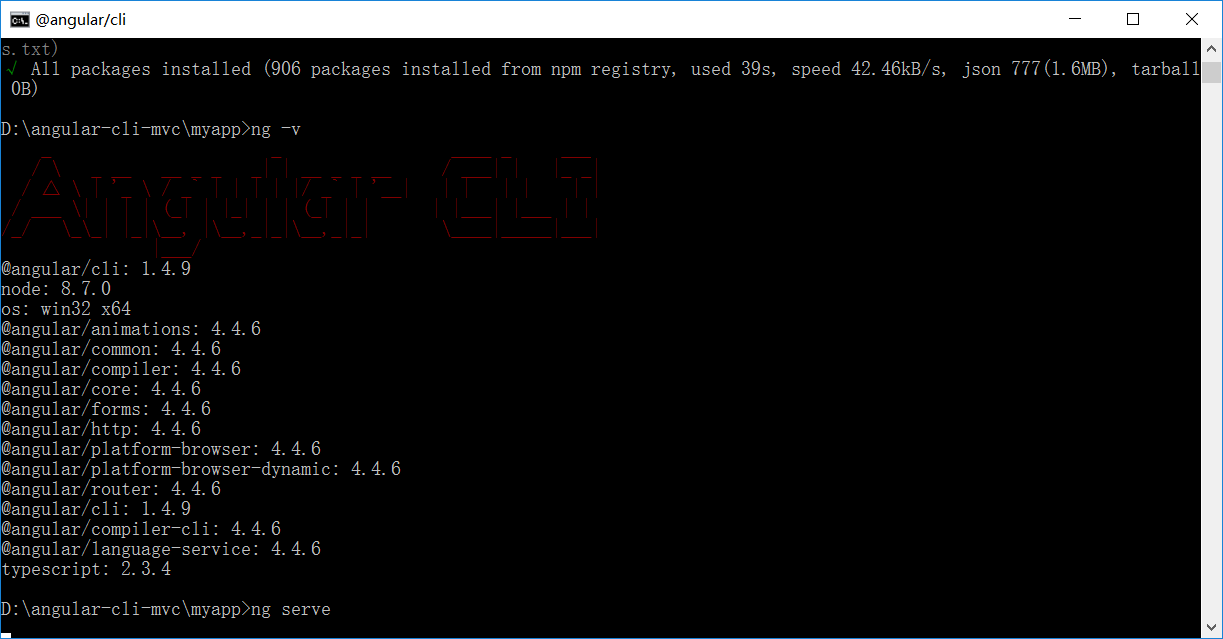 @angular/cli
s.txt)
√ All packages installed (906 packages installed from npm registry, used 39s, speed 42.46kB/s, json 777(1.6MB), tarball
0B)
D:\angular-cli-mvc\myapp>ng -v
Angular CLI
@angular/cli: 1.4.9
node: 8.7.0
os: win32 x64
@angular/animations: 4.4.6
@angular/common: 4.4.6
@angular/compiler: 4.4.6
@angular/core: 4.4.6
@angular/forms: 4.4.6
@angular/http: 4.4.6
@angular/platform-browser: 4.4.6
@angular/platform-browser-dynamic: 4.4.6
@angular/router: 4.4.6
@angular/cli: 1.4.9
@angular/compiler-cli: 4.4.6
@angular/language-service: 4.4.6
typescript: 2.3.4
D:\angular-cli-mvc\myapp>ng serve